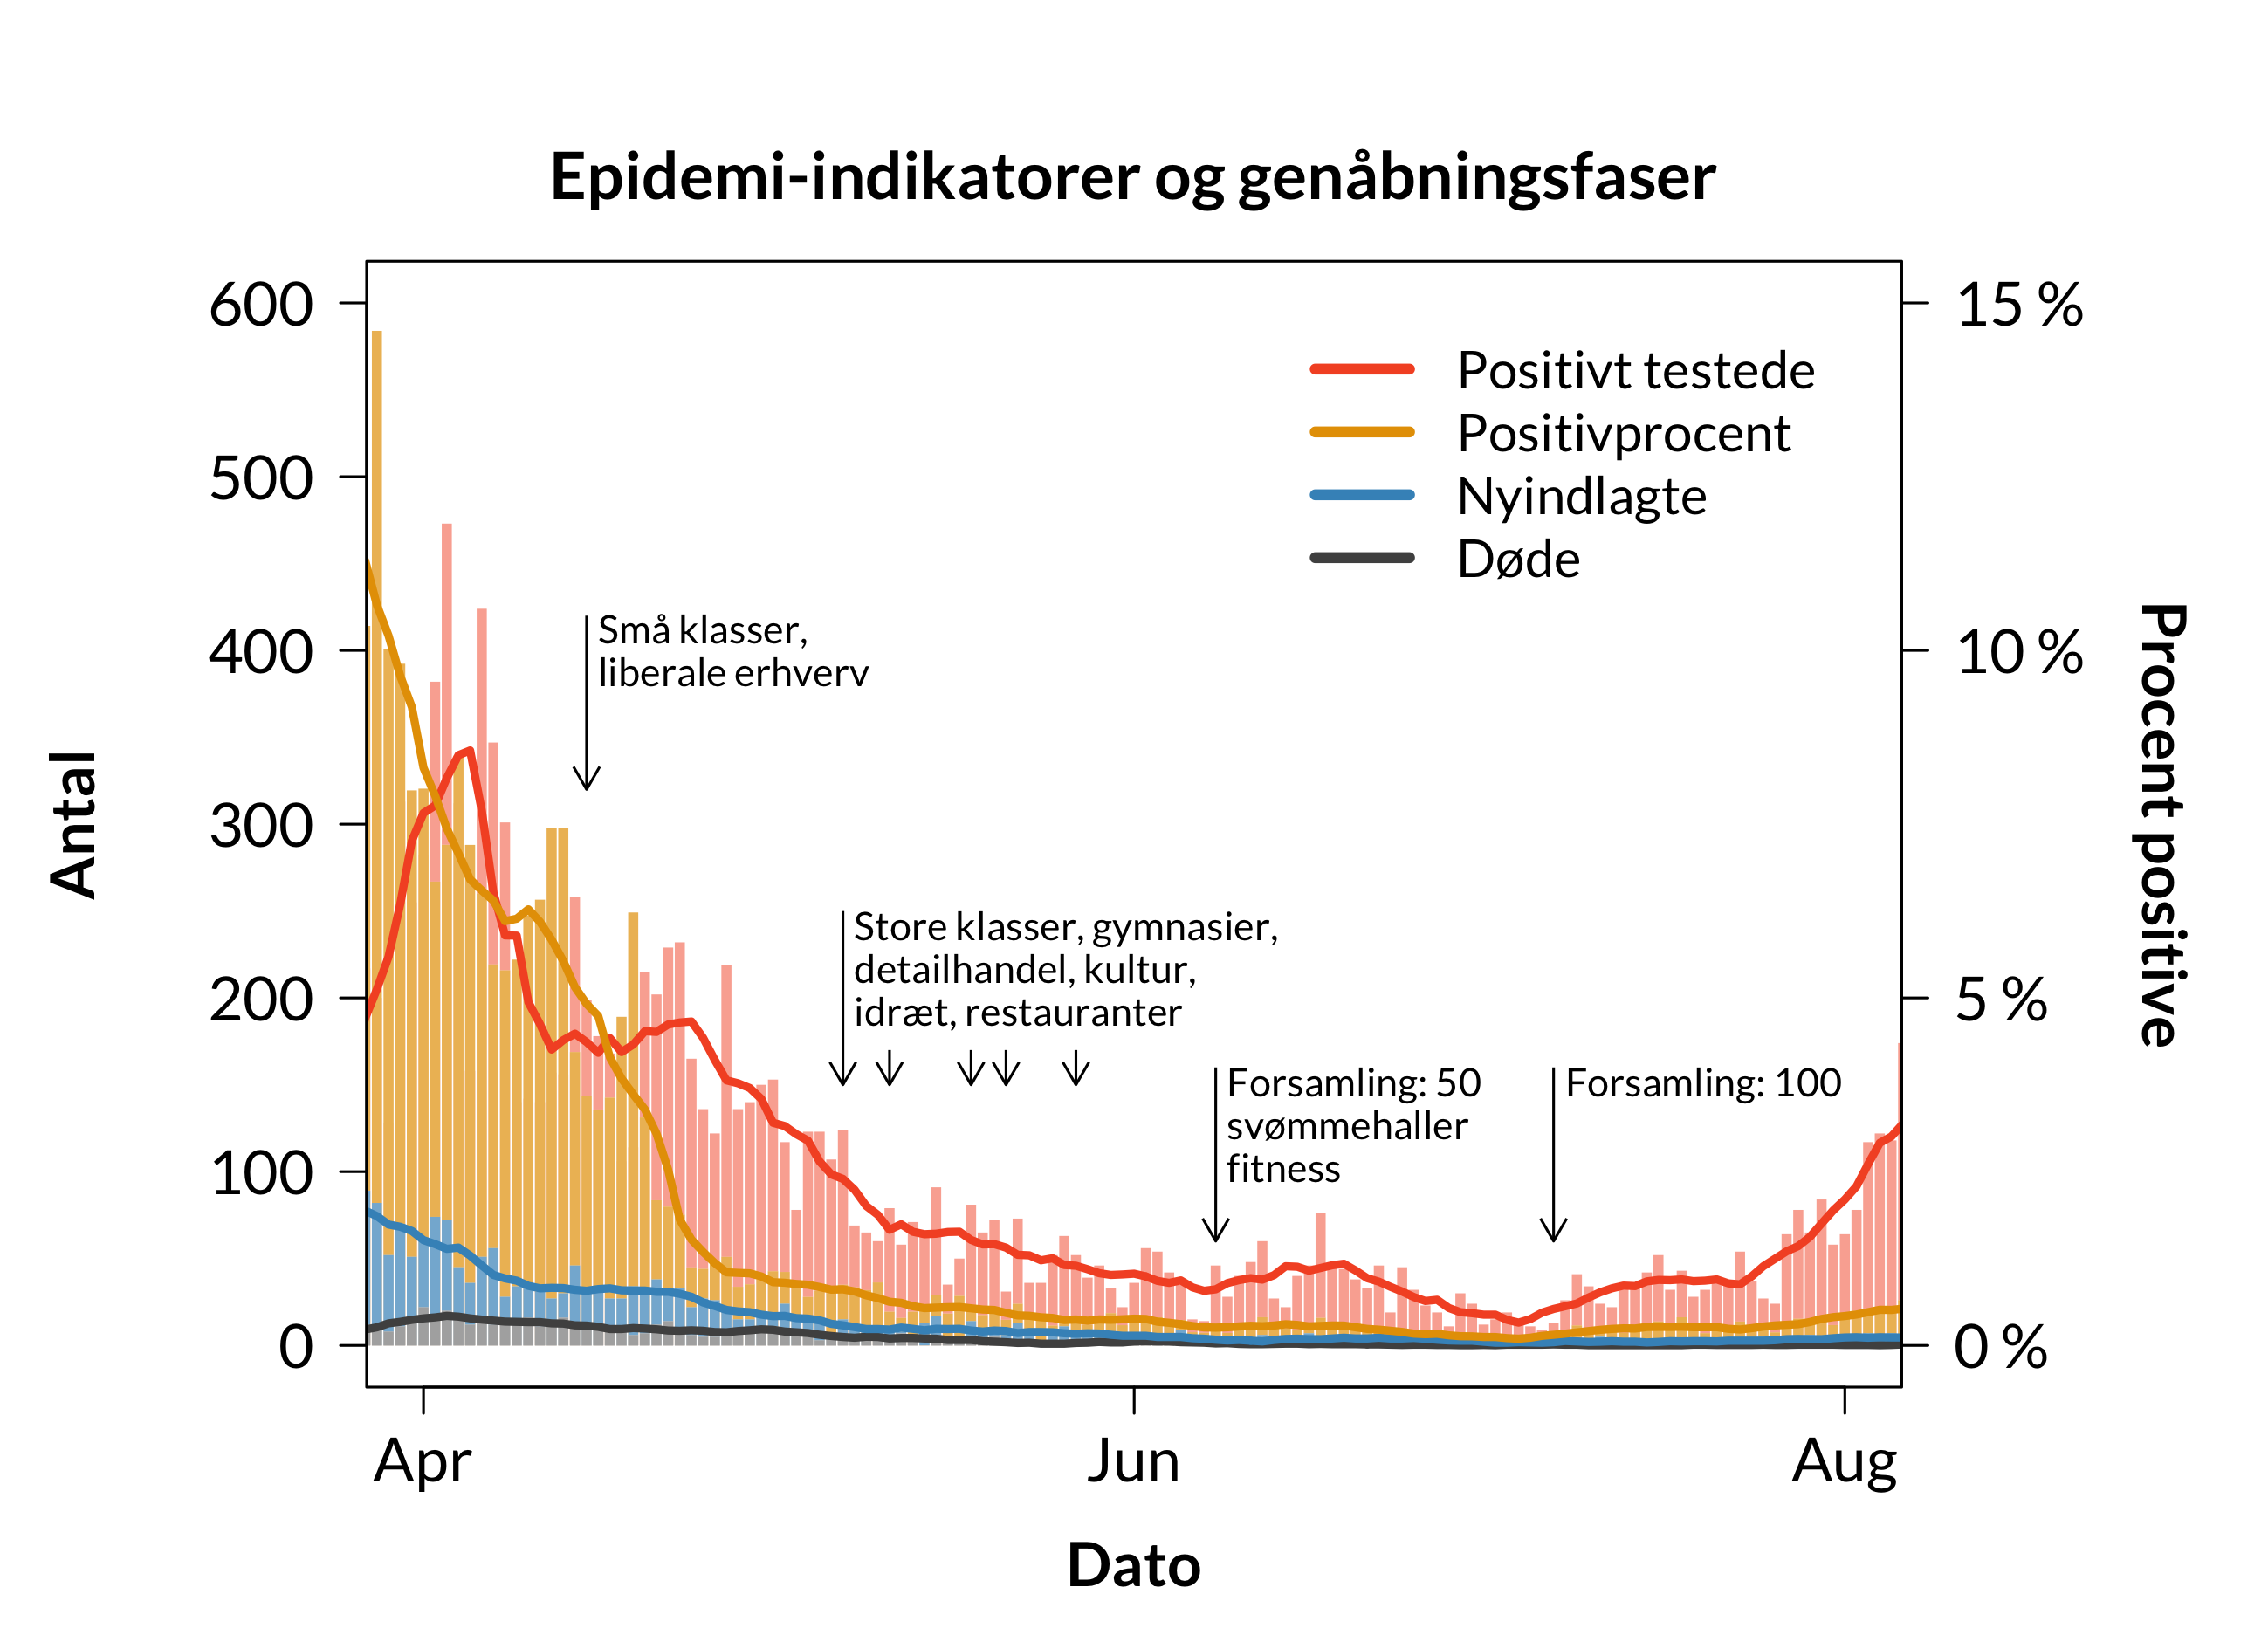 Epidemi-indikatorer og genåbningsfaser
600
500
400
300
200
100
0
Antal
15 %
10 %
5 %
0 %
Procent positive
Positivt testede
Positivprocent
Nyindlagte
Døde
Små klasser,
liberale erhverv
Store klasser, gymnasier,
detailhandel, kultur,
idræt, restauranter
Forsamling: 50
svømmehaller
fitness
Forsamling: 100
Apr
Jun
Aug
Dato